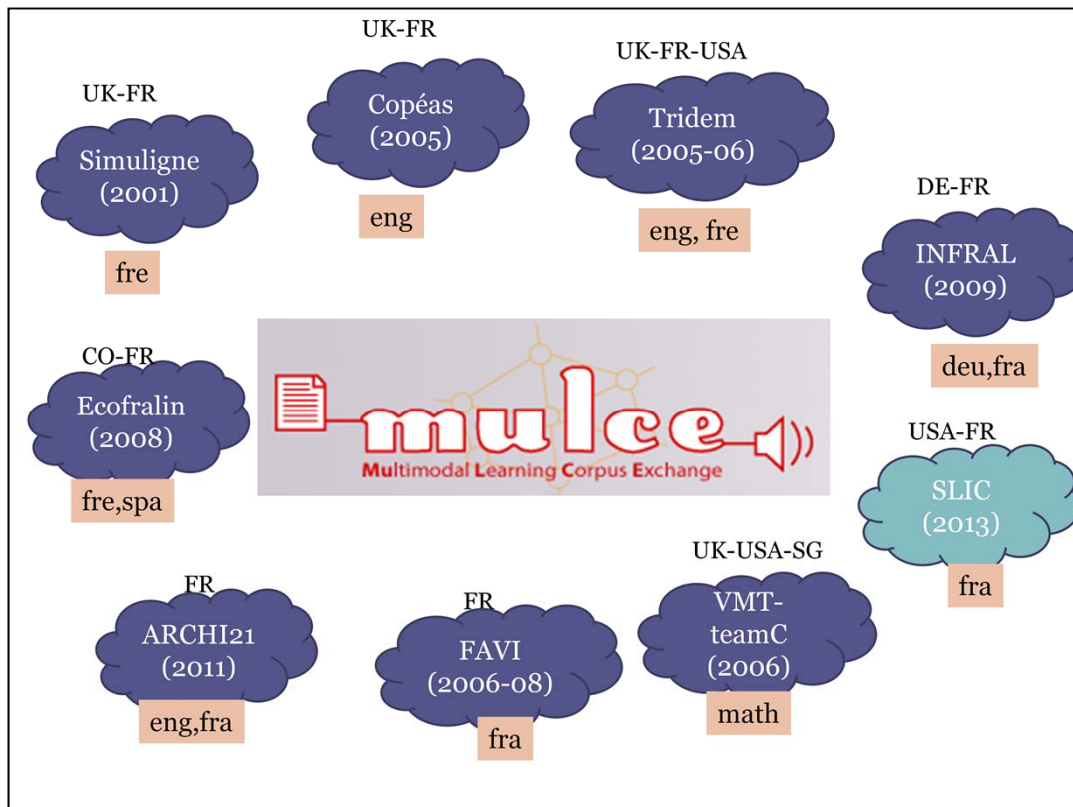 UK-FR
Simuligne
(2001)
fre
UK-FR
Copéas
(2005)
eng
UK-FR-USA
Tridem
(2005-06)
eng, fre
DE-FR
INFRAL
(2009)
deu,fra
CO-FR
Ecofralin
(2008)
fre,spa
mulce
Multimodal Learning Corpus Exchange
USA-FR
SLIC
(2013)
fra
FR
ARCHI21
(2011)
eng,fra
FR
FAVI
(2006-08)
fra
UK-USA-SG
VMT-
teamC
(2006)
math